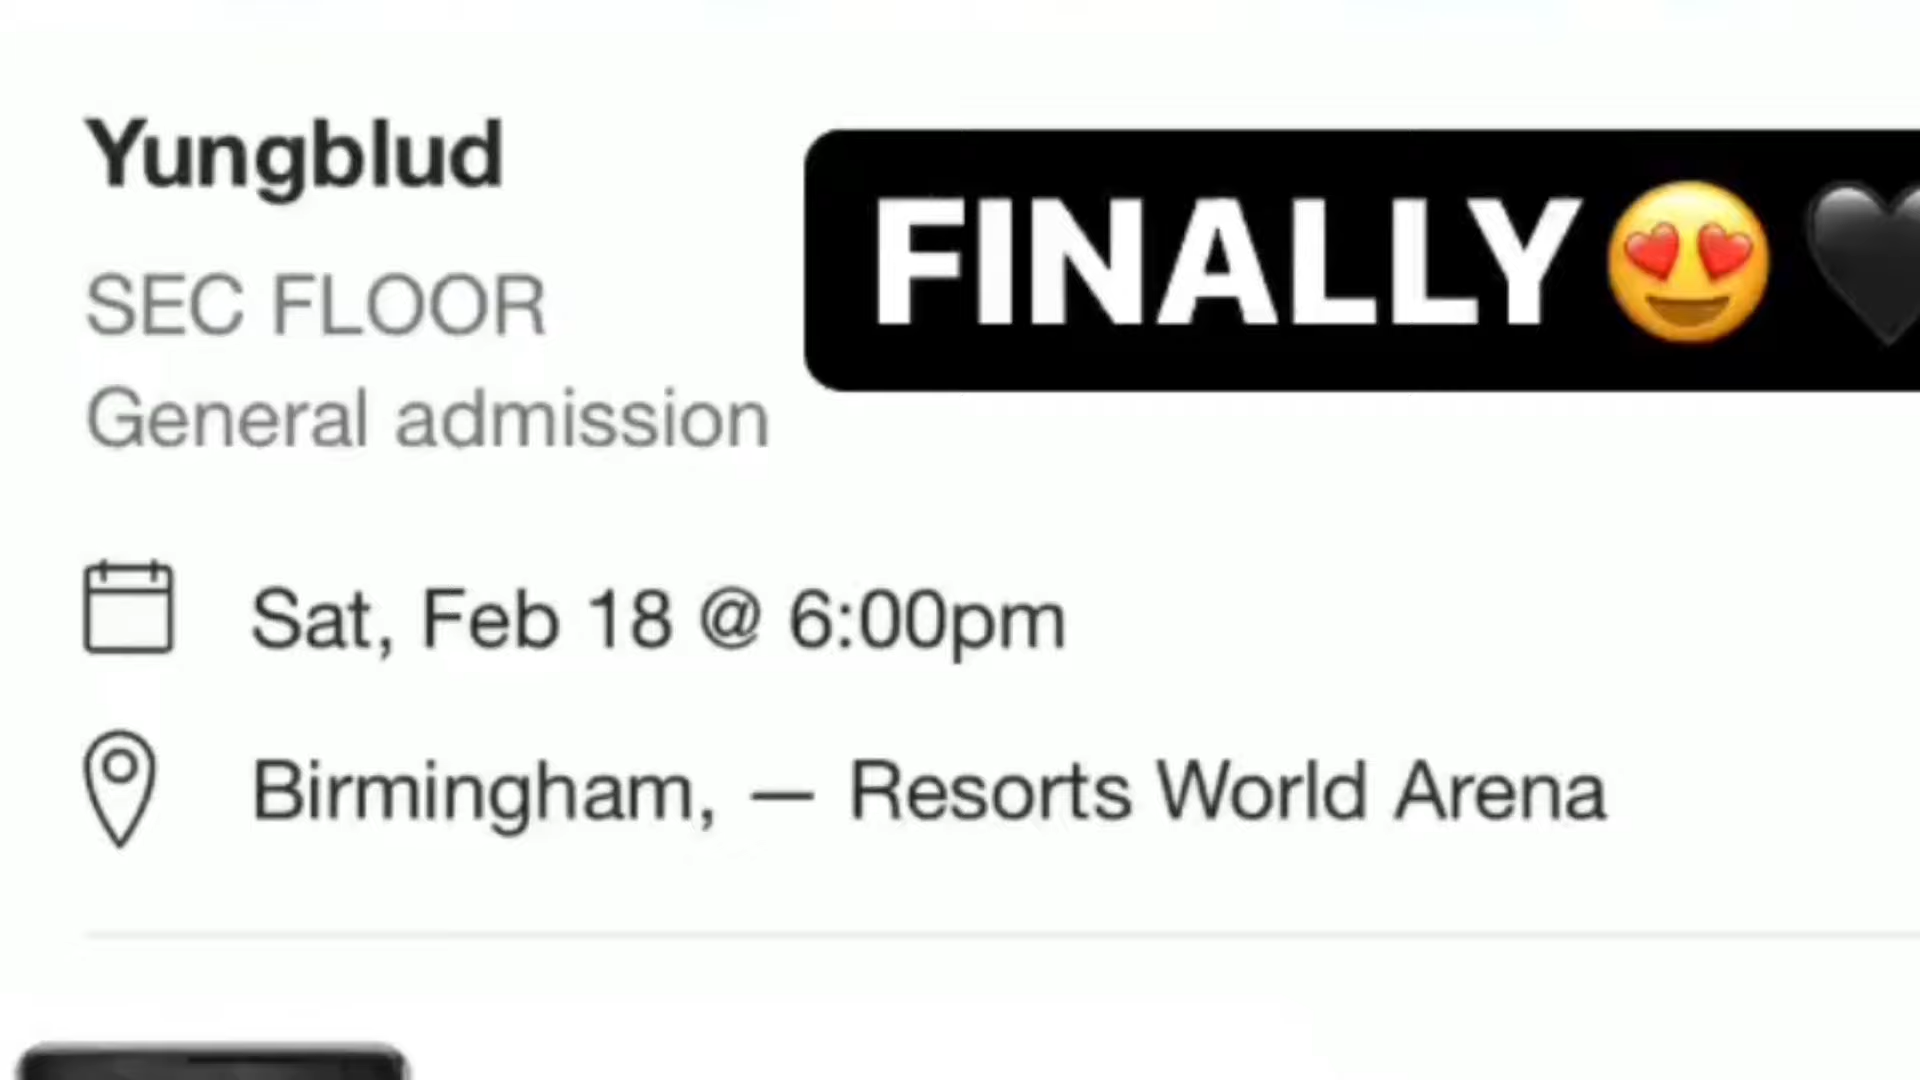 Yungblud
FINALLY😍🖤
SEC FLOOR
General admission
Sat, Feb 18 @ 6:00pm
Birmingham, — Resorts World Arena